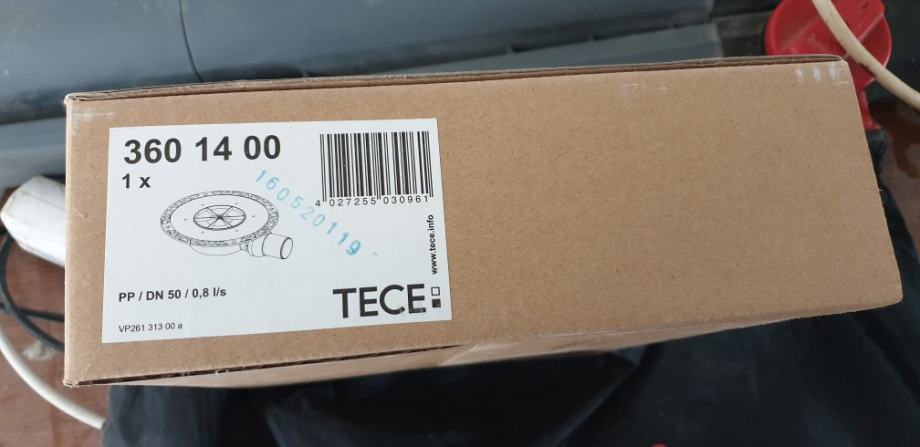 360 14 00
1 x
4 027255 030961
160520119
www.tece.info
PP / DN 50 / 0,8 l/s
TECE
VP261 313 00 a